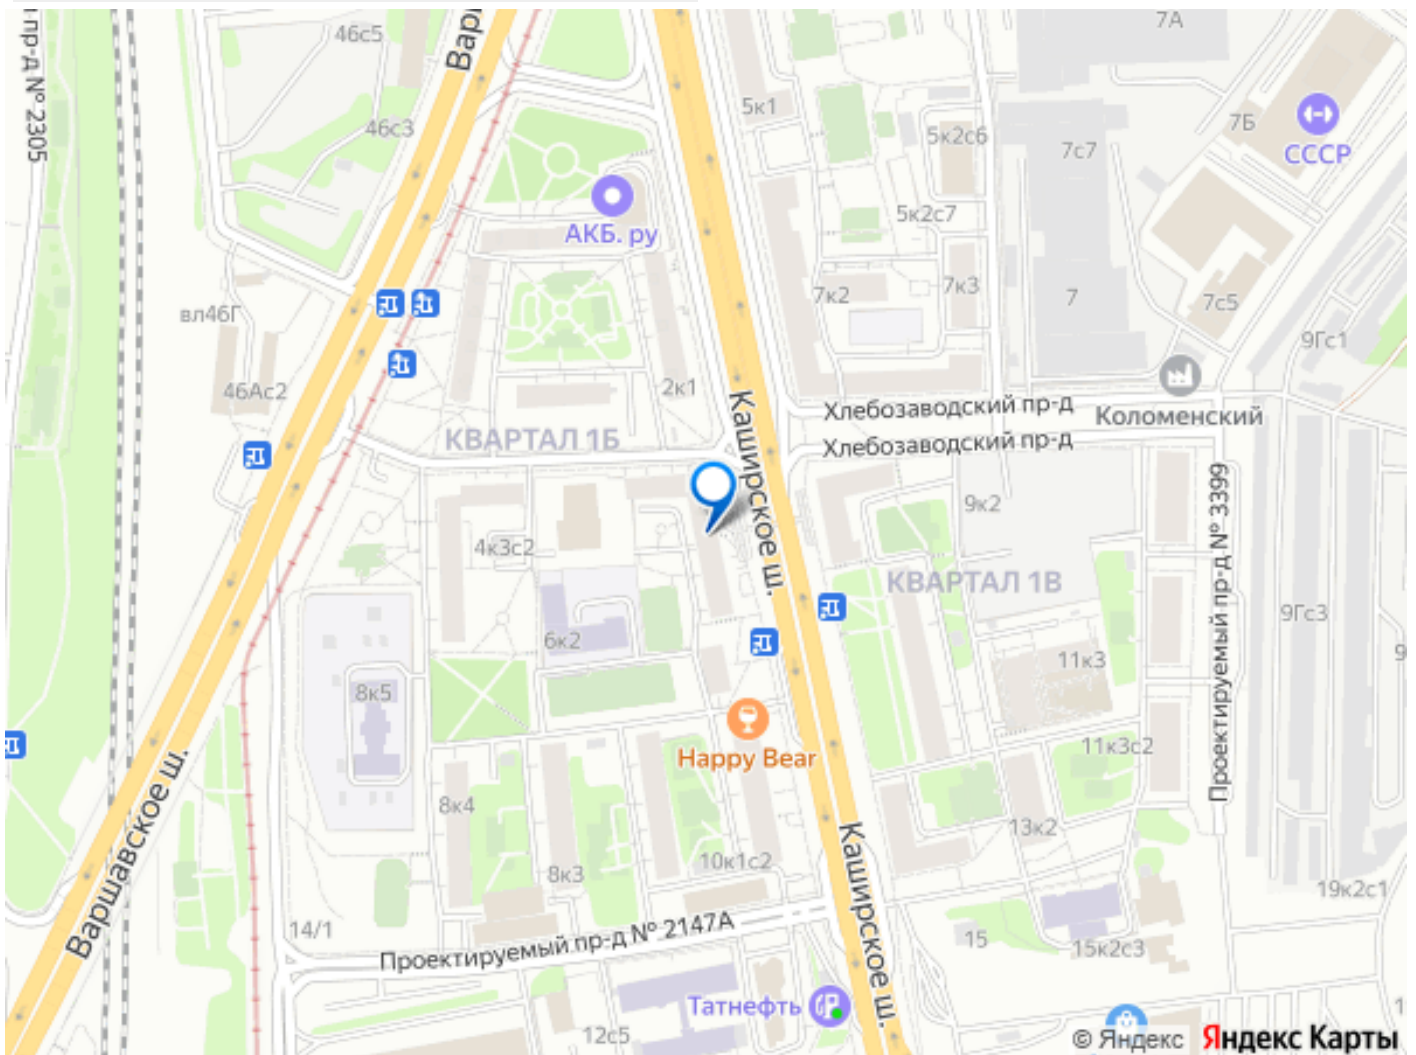 46с5
Вар
7А
пр-д № 2305
46с3
5к1
5к2с6
7Б
СССР
7с7
АКБ. ру
5к2с7
вл46Г
7к2
7к3
7
7с5
9Гс1
46Ас2
2к1
Хлебозаводский пр-д
Коломенский
КВАРТАЛ 1Б
Каширское ш.
Хлебозаводский пр-д
9к2
Проектируемый пр-д № 3399
4к3с2
КВАРТАЛ 1В
9Гс3
6к2
11к3
9
8к5
Happy Bear
11к3с2
Варшавское ш.
8к4
13к2
10к1с2
8к3
Каширское ш.
19к2с1
14/1
Проектируемый пр-д № 2147А
15
15к2с3
Татнефть
12с5
1
© Яндекс Яндекс Карты